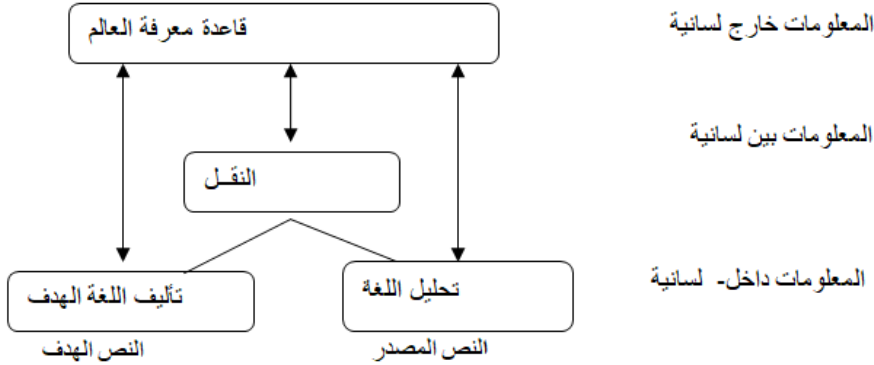 المعلومات خارج لسانية
قاعدة معرفة العالم
المعلومات بين لسانية
النقــل
المعلومات داخل- لسانية
تحليل اللغة
تأليف اللغة الهدف
النص المصدر
النص الهدف